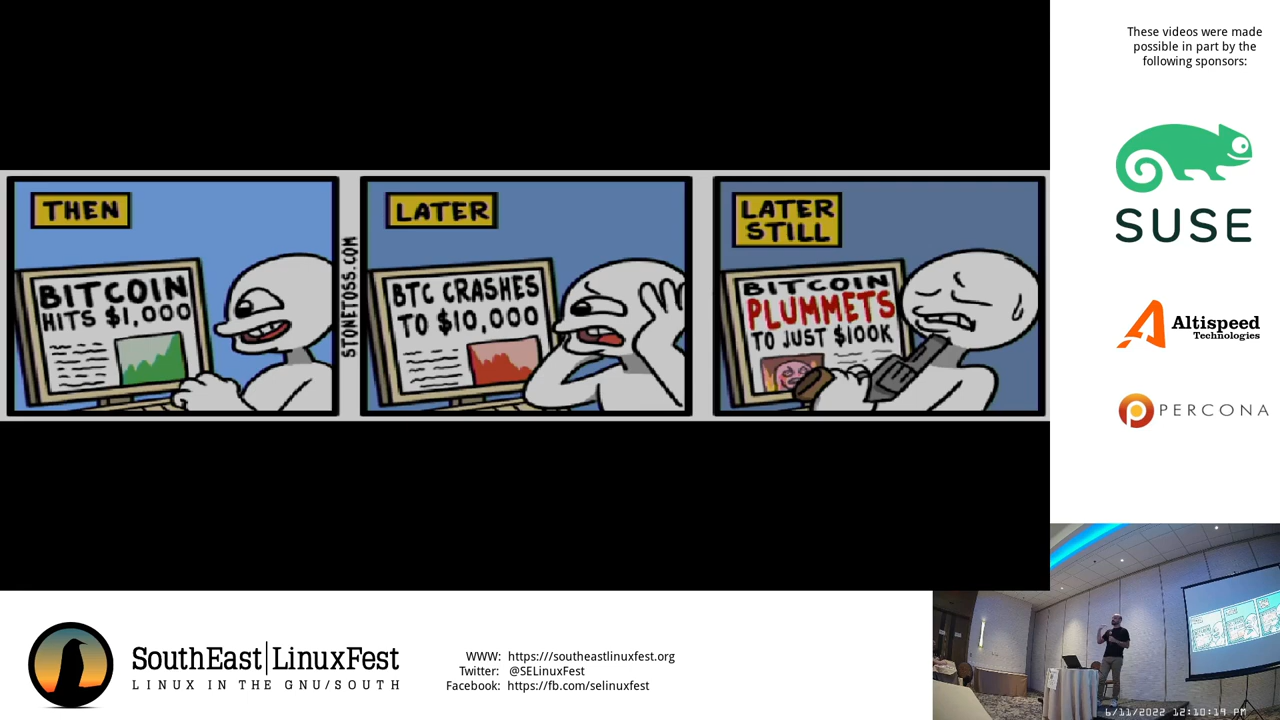 These videos were made
possible in part by the
following sponsors:
THEN
BITCOIN
HITS $1,000
STONETOSS.COM
LATER
BTC CRASHES
TO $10,000
LATER
STILL
BITCOIN
PLUMMETS
TO JUST $100K
SUSE
Altispeed
Technologies
PERCONA
SouthEast|LinuxFest
LINUX IN THE GNU/SOUTH
WWW: https:///southeastlinuxfest.org
Twitter: @SELinuxFest
Facebook: https://fb.com/selinuxfest
6/11/2022 12:10:19 PM